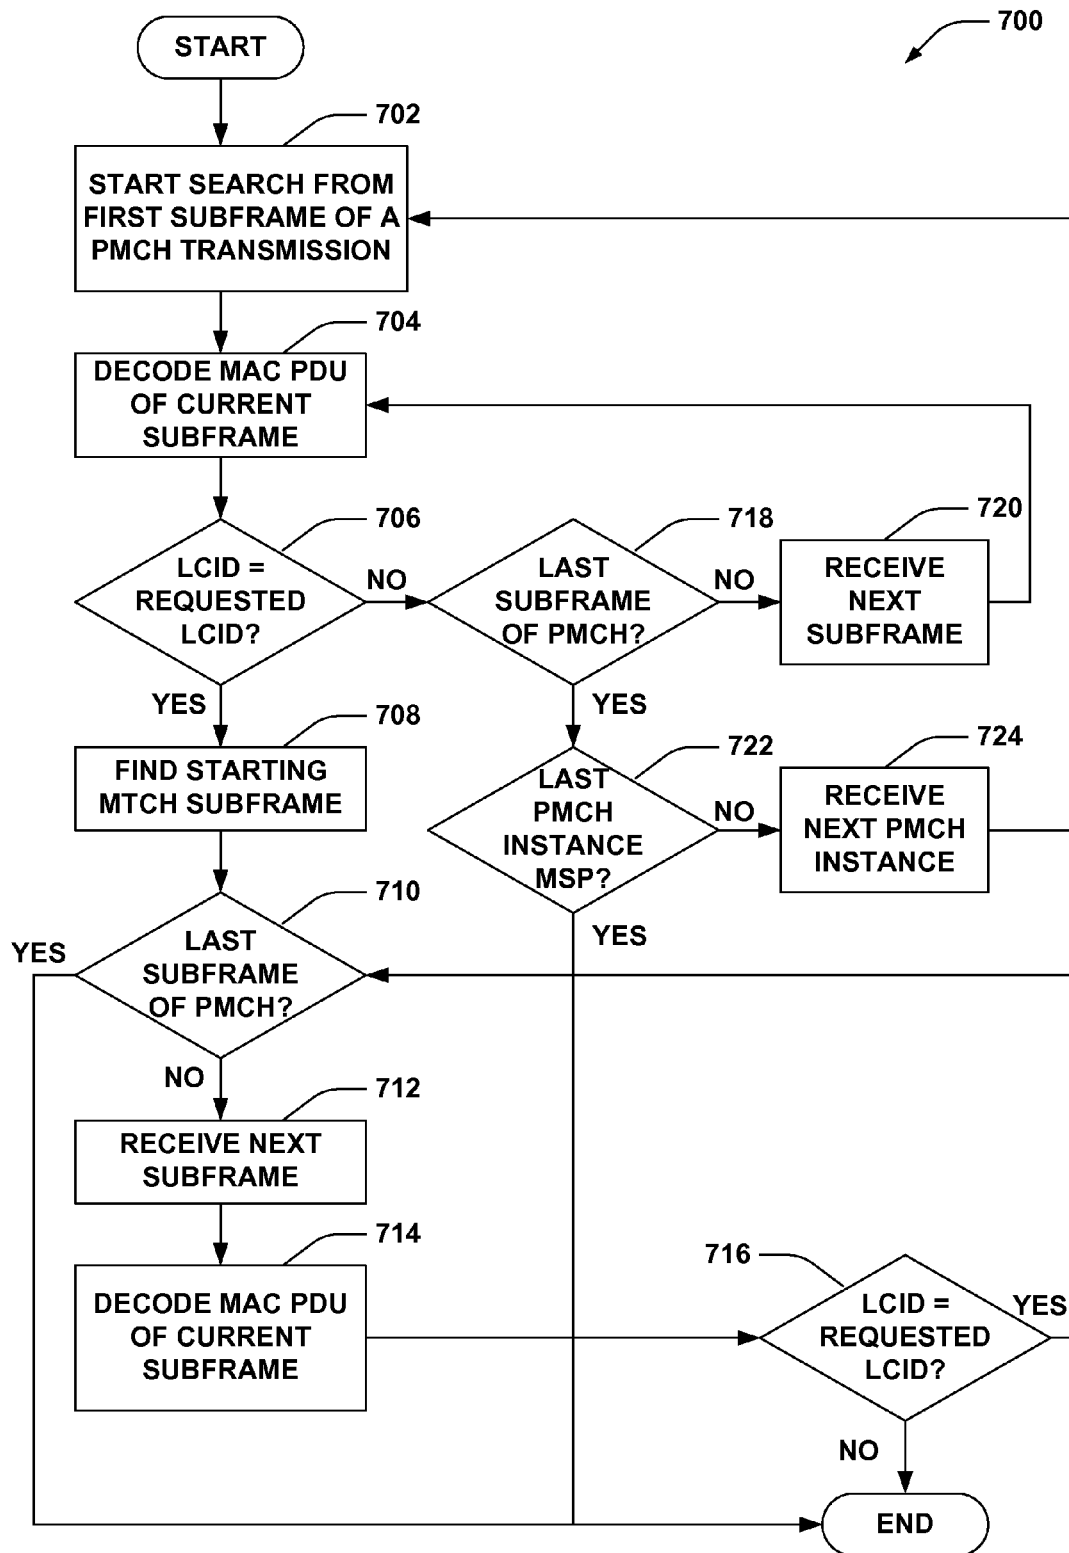 START
700
702
START SEARCH FROM
FIRST SUBFRAME OF A
PMCH TRANSMISSION
704
DECODE MAC PDU
OF CURRENT
SUBFRAME
706
LCID =
REQUESTED
LCID?
NO
YES
718
LAST
SUBFRAME
OF PMCH?
NO
YES
720
RECEIVE
NEXT
SUBFRAME
708
FIND STARTING
MTCH SUBFRAME
722
LAST
PMCH
INSTANCE
MSP?
NO
YES
724
RECEIVE
NEXT PMCH
INSTANCE
710
YES
LAST
SUBFRAME
OF PMCH?
NO
712
RECEIVE NEXT
SUBFRAME
714
DECODE MAC PDU
OF CURRENT
SUBFRAME
716
LCID =
REQUESTED
LCID?
YES
NO
END